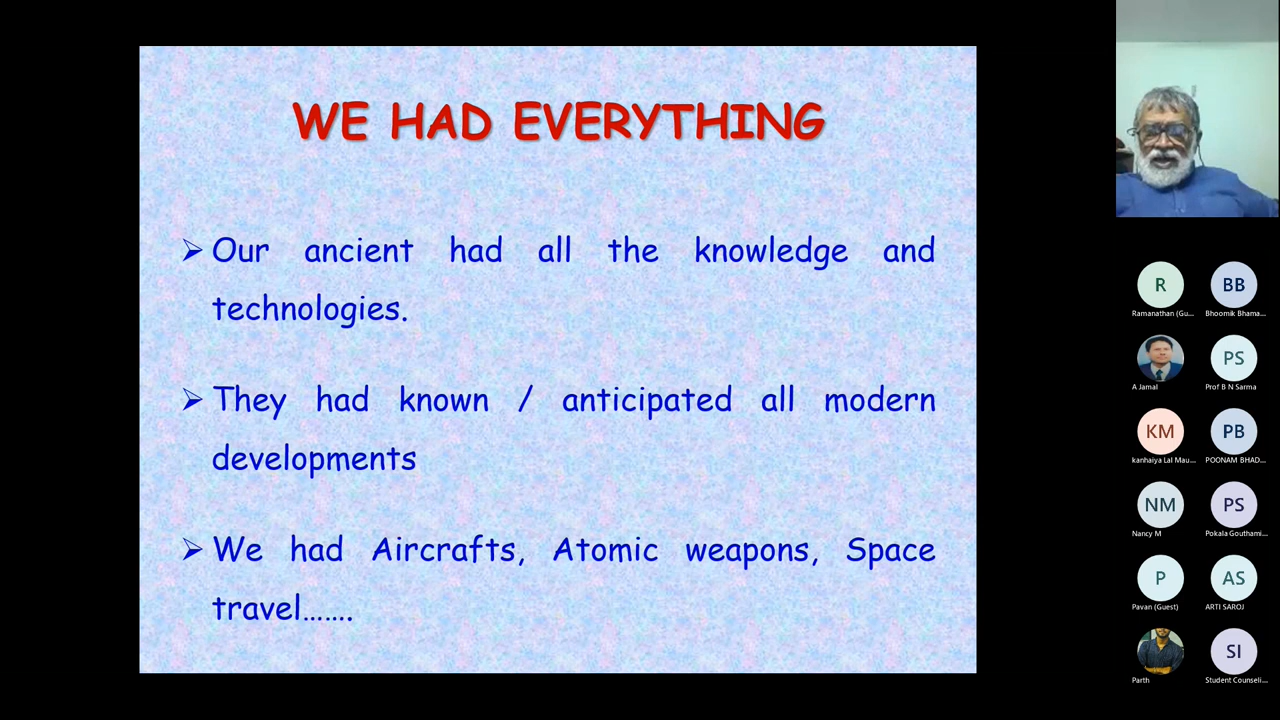 WE HAD EVERYTHING
Our ancient had all the knowledge and
technologies.
They had known / anticipated all modern
developments
We had Aircrafts, Atomic weapons, Space
travel…….
R
BB
Ramanathan (Gu...
Bhoomik Bhama...
PS
A Jamal
Prof B N Sarma
KM
PB
kanhaiya Lal Mau...
POONAM BHAD...
NM
PS
Nancy M
Pokala Gouthami...
P
AS
Pavan (Guest)
ARTI SAROJ
SI
Parth
Student Counseli...